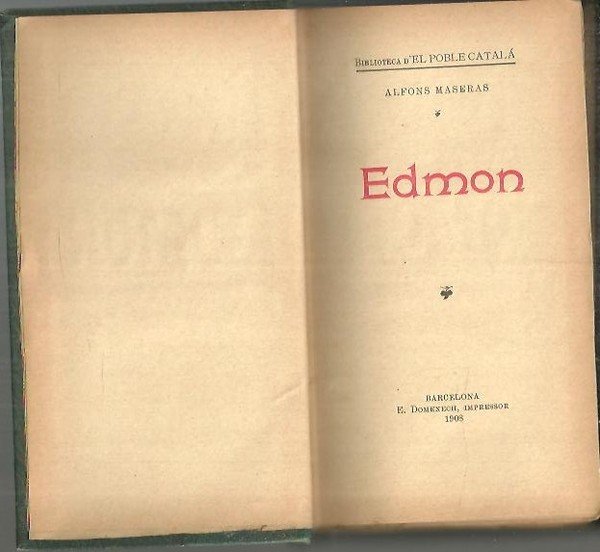 Biblioteca d'EL POBLE CATALÁ
ALFONS MASERAS
Edmon
BARCELONA
E. Domenech, impressor
1908